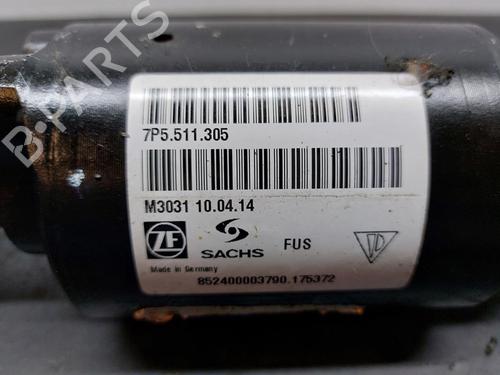 B-PARTS
7P5.511.305
M3031 10.04.14
ZF
SACHS
FUS
Made in Germany
852400003790.175372